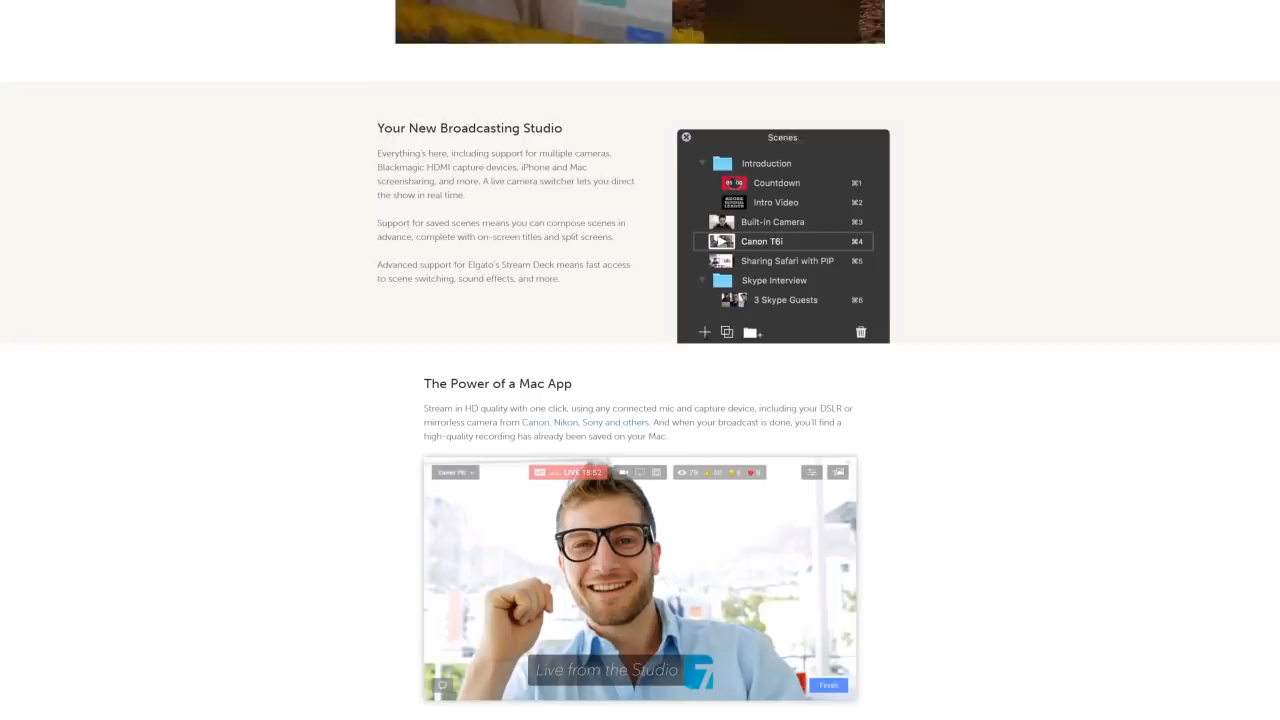 Your New Broadcasting Studio
Everything's here, including support for multiple cameras,
Blackmagic HDMI capture devices, iPhone and Mac
screensharing, and more. A live camera switcher lets you direct
the show in real time.
Support for saved scenes means you can compose scenes in
advance, complete with on-screen titles and split screens.
Advanced support for Elgato's Stream Deck means fast access
to scene switching, sound effects, and more.
Scenes
Introduction
Countdown ⌘1
Intro Video ⌘2
Built-in Camera ⌘3
Canon T6i ⌘4
Sharing Safari with PIP ⌘5
Skype Interview
3 Skype Guests ⌘6
The Power of a Mac App
Stream in HD quality with one click, using any connected mic and capture device, including your DSLR or
mirrorless camera from Canon, Nikon, Sony and others. And when your broadcast is done, you'll find a
high-quality recording has already been saved on your Mac.
LIVE 18:52
79
Live from the Studio 7
Finish